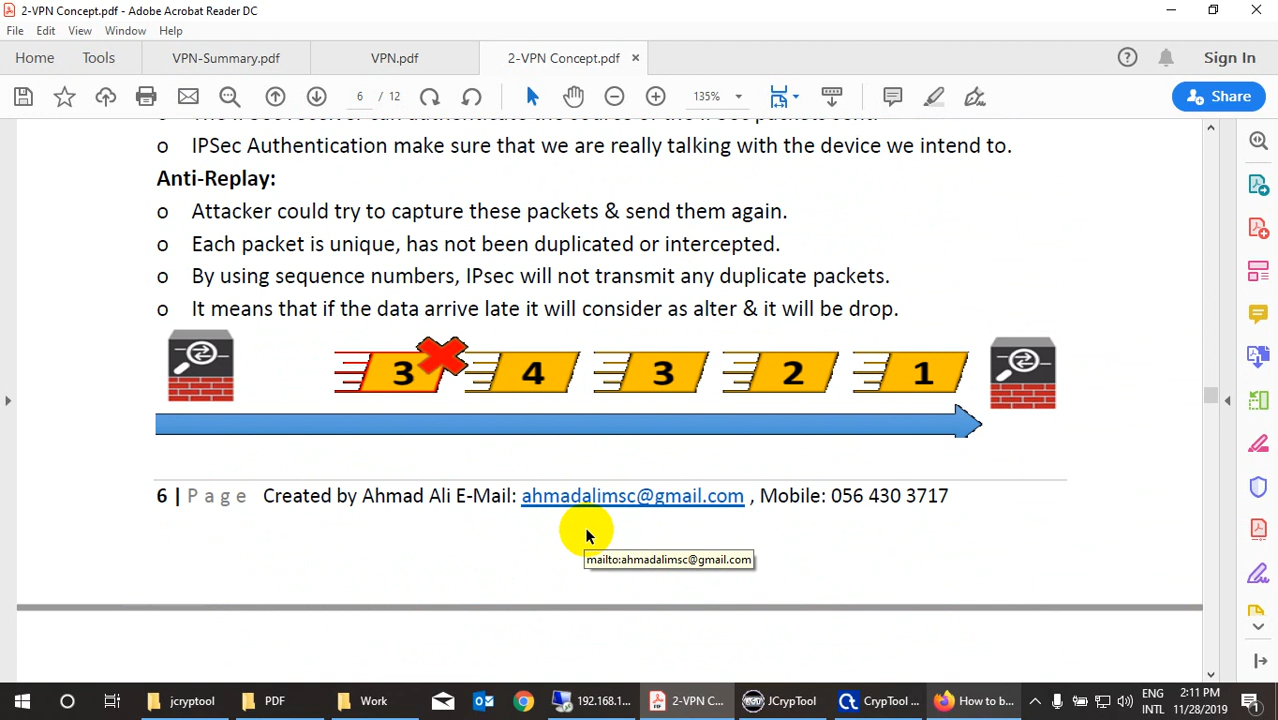 2-VPN Concept.pdf - Adobe Acrobat Reader DC
File Edit View Window Help
Home Tools VPN-Summary.pdf VPN.pdf 2-VPN Concept.pdf × Sign In
6 / 12 135% Share
o IPSec Authentication make sure that we are really talking with the device we intend to.
Anti-Replay:
o Attacker could try to capture these packets & send them again.
o Each packet is unique, has not been duplicated or intercepted.
o By using sequence numbers, IPsec will not transmit any duplicate packets.
o It means that if the data arrive late it will consider as alter & it will be drop.
3 4 3 2 1
6 | P a g e Created by Ahmad Ali E-Mail: ahmadalimsc@gmail.com , Mobile: 056 430 3717
mailto:ahmadalimsc@gmail.com
jcryptool PDF Work 192.168.1... 2-VPN C... JCrypTool CrypTool ... How to b... ENG 2:11 PM
INTL 11/28/2019